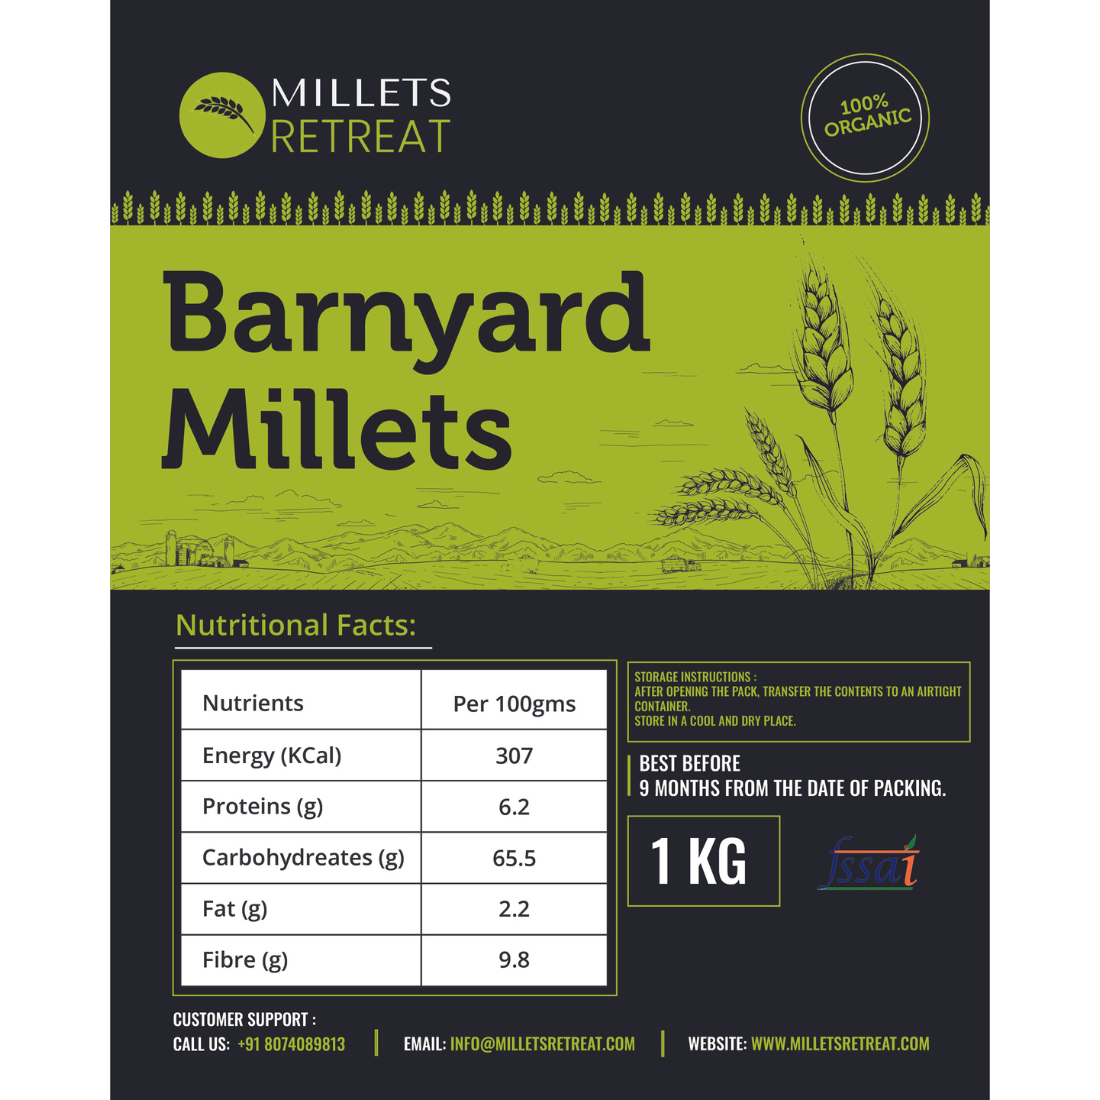 MILLETS
RETREAT
100%
ORGANIC
Barnyard
Millets
Nutritional Facts:
Nutrients Per 100gms
Energy (KCal) 307
Proteins (g) 6.2
Carbohydreates (g) 65.5
Fat (g) 2.2
Fibre (g) 9.8
STORAGE INSTRUCTIONS :
AFTER OPENING THE PACK, TRANSFER THE CONTENTS TO AN AIRTIGHT
CONTAINER.
STORE IN A COOL AND DRY PLACE.
BEST BEFORE
9 MONTHS FROM THE DATE OF PACKING.
1 KG
fssai
CUSTOMER SUPPORT :
CALL US: +91 8074089813 EMAIL: INFO@MILLETSRETREAT.COM WEBSITE: WWW.MILLETSRETREAT.COM